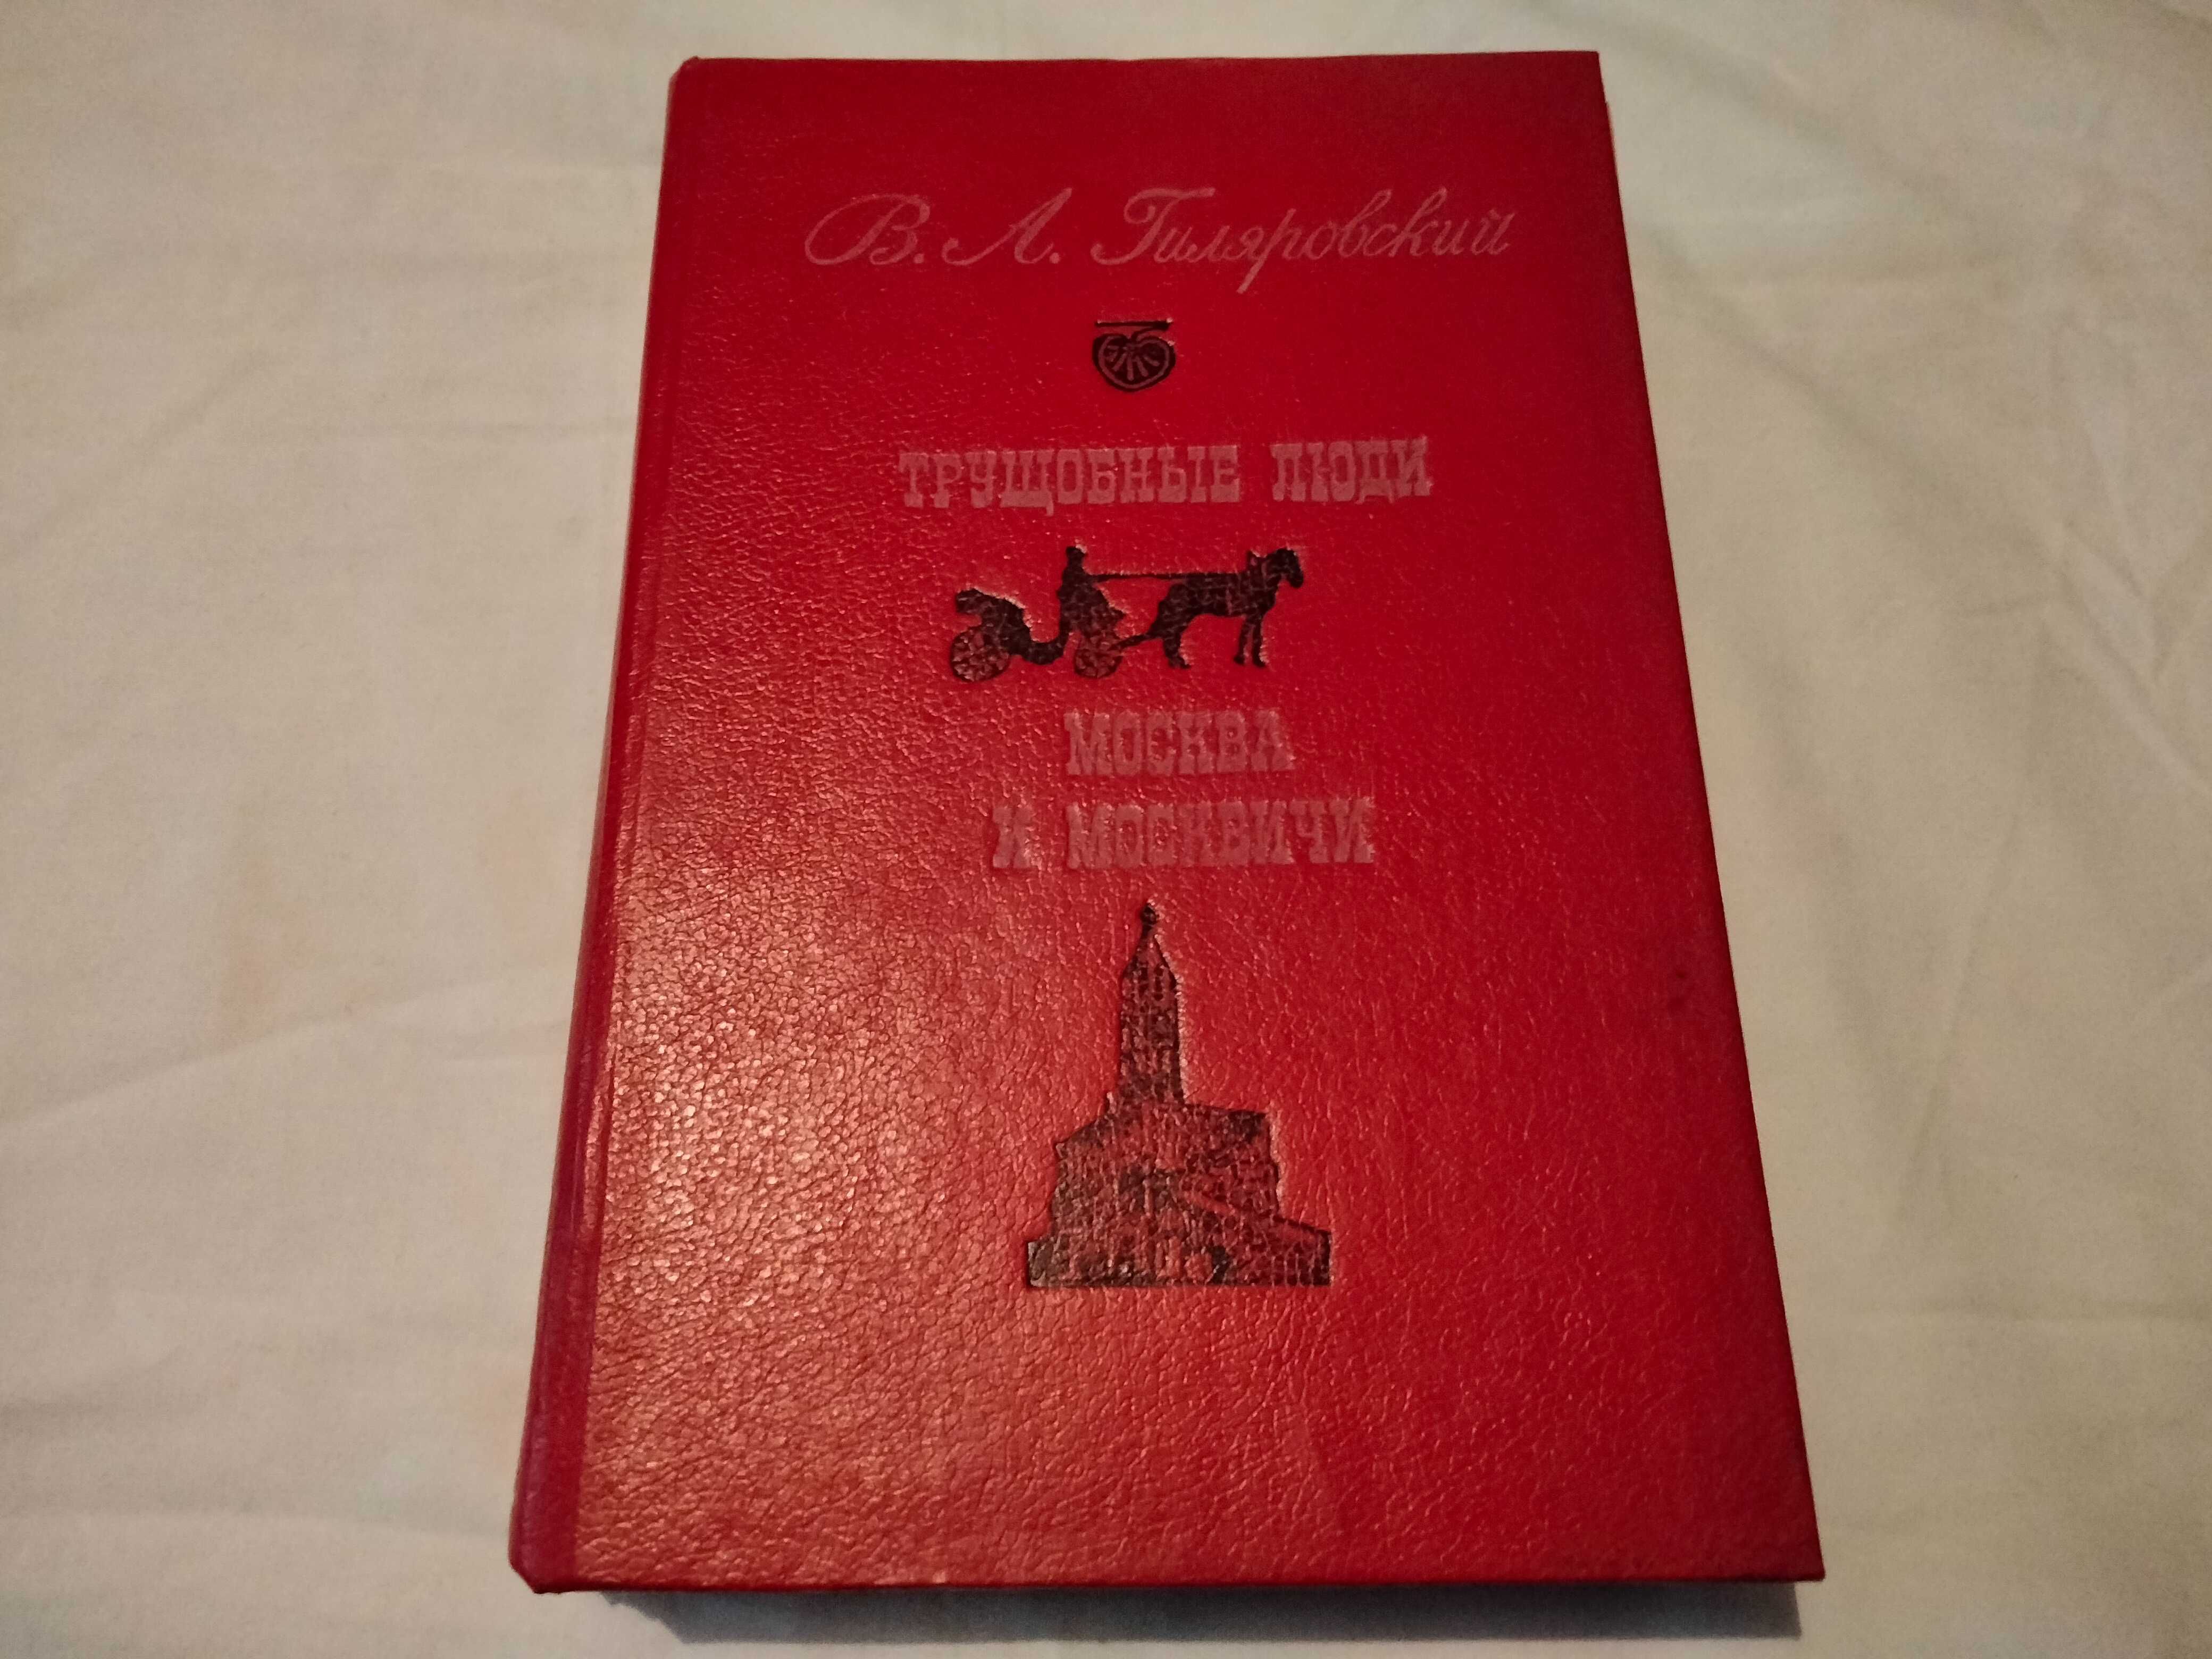 В. А. Гиляровский
ТРУЩОБНЫЕ ЛЮДИ
МОСКВА
И МОСКВИЧИ